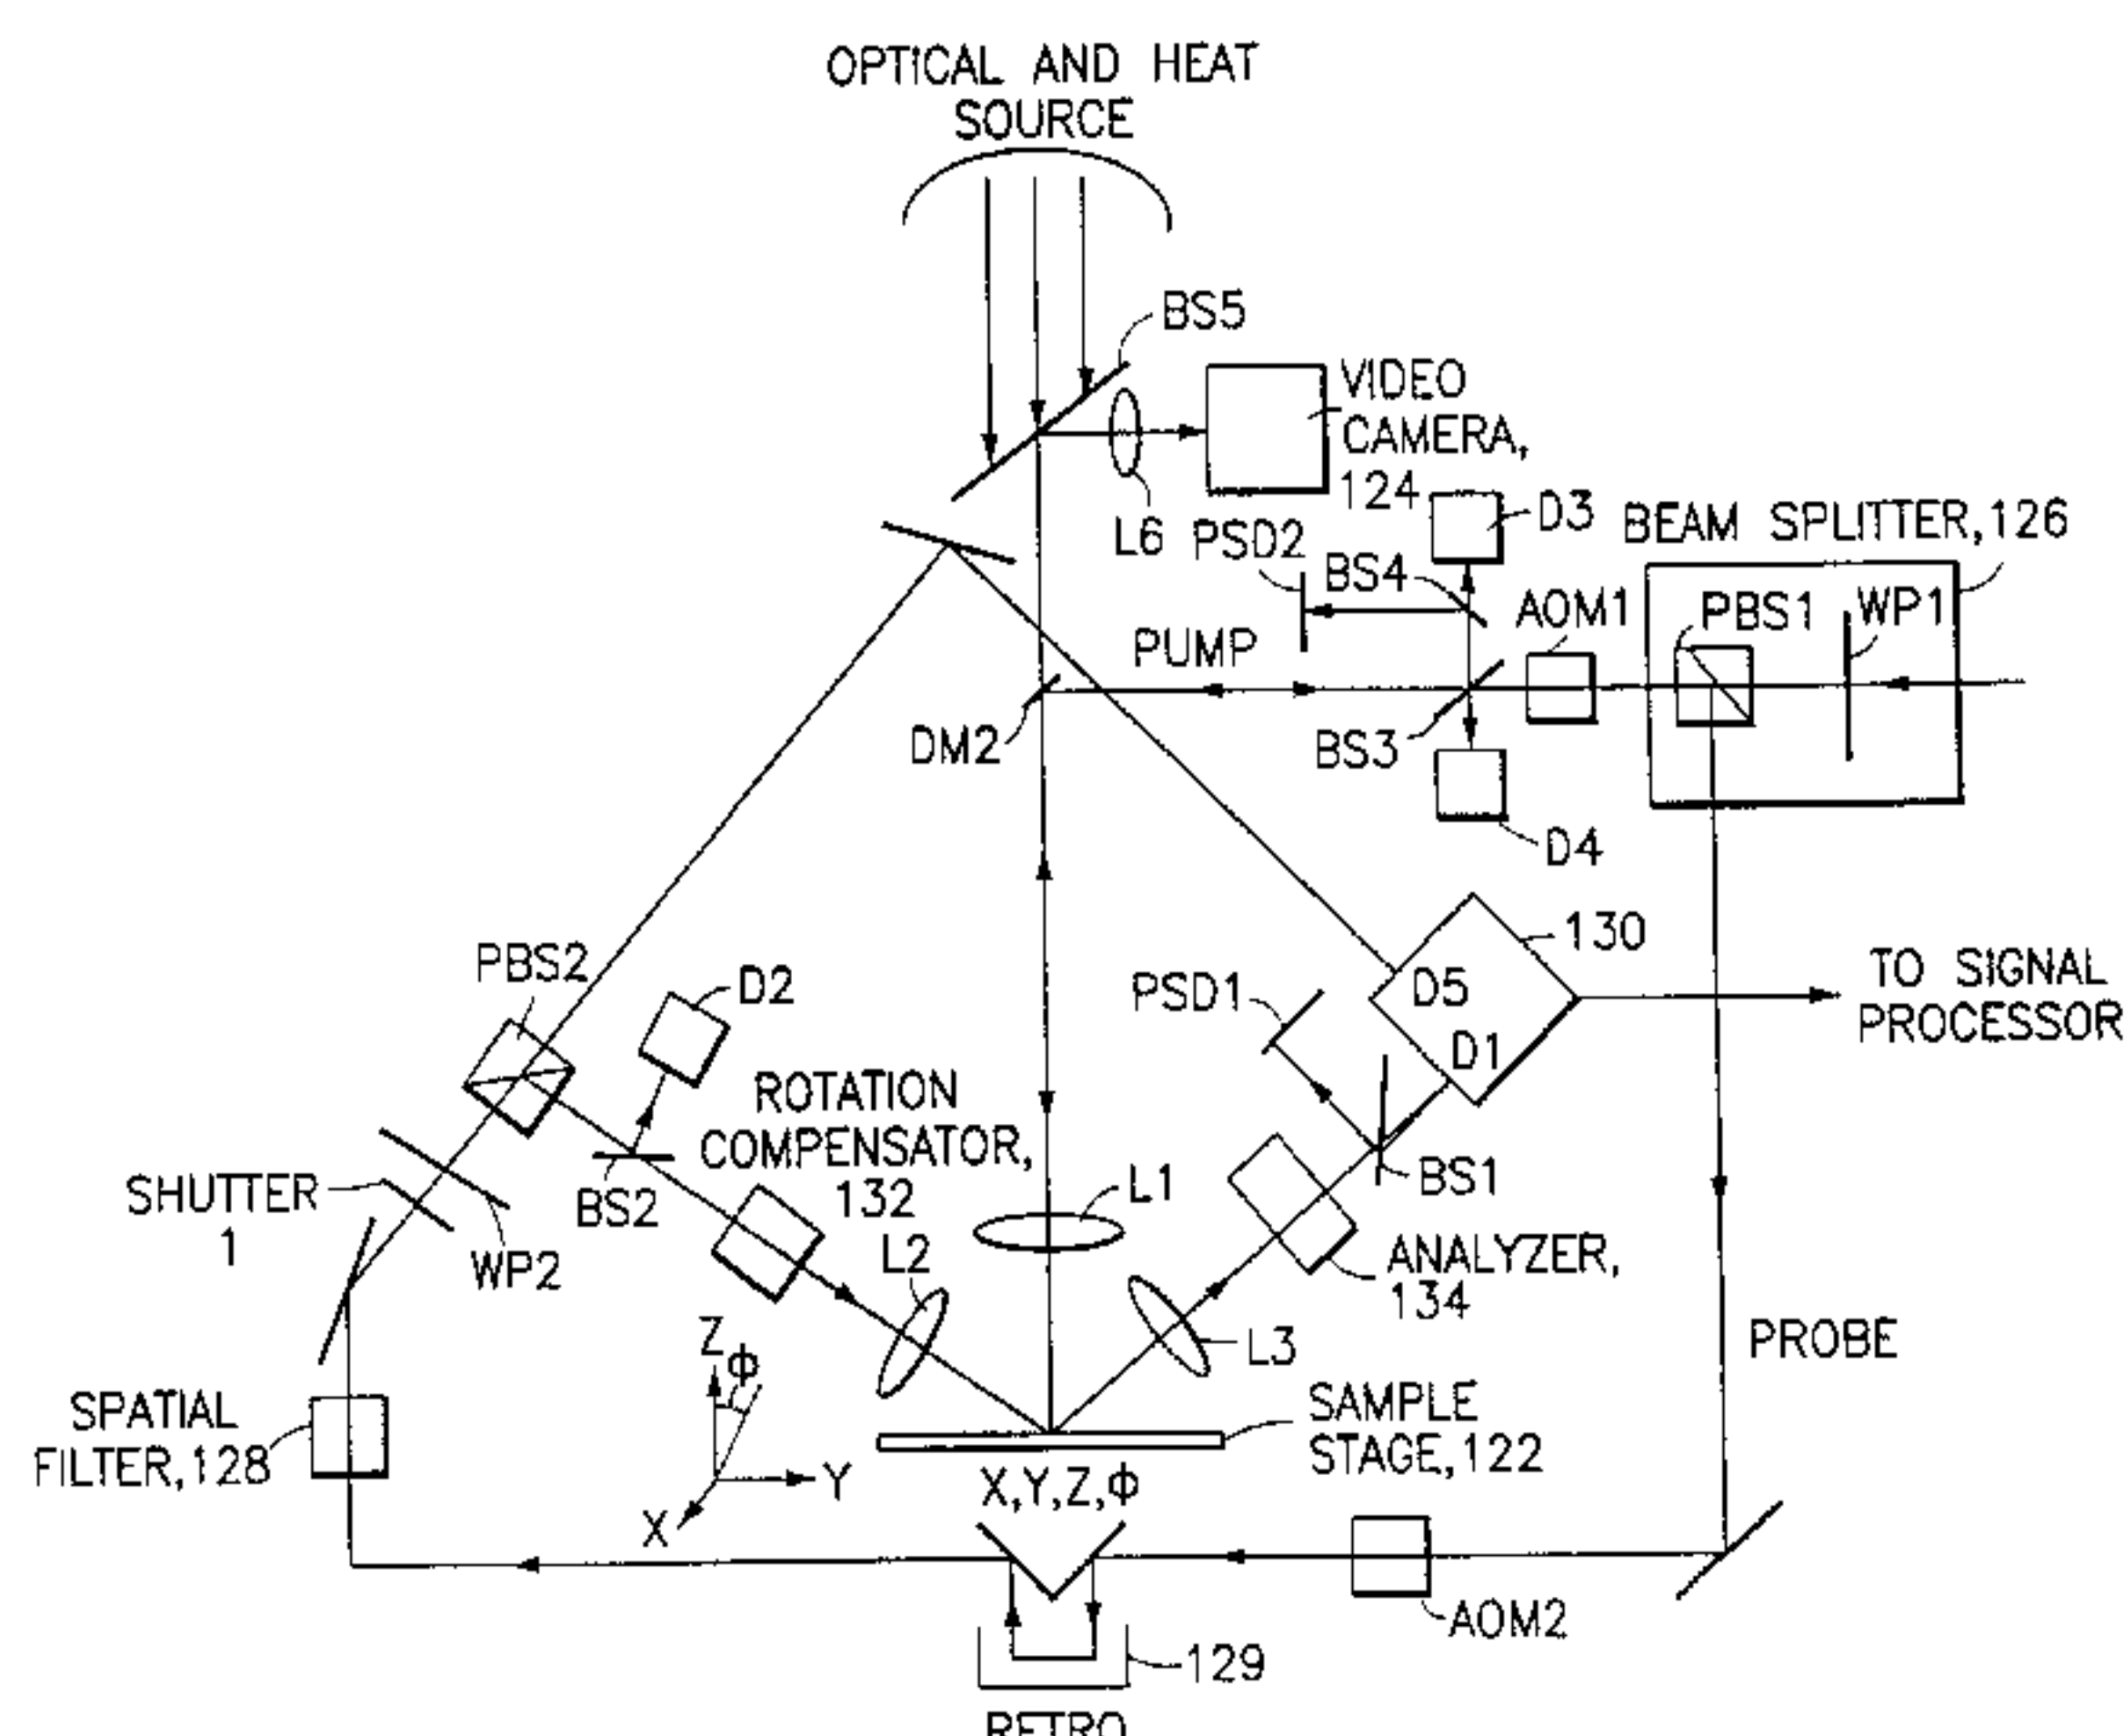 OPTICAL AND HEAT
SOURCE
BS5
VIDEO
CAMERA,
124
L6
PSD2
D3
BEAM SPLITTER,126
BS4
AOM1
PBS1
WP1
PUMP
DM2
BS3
D4
130
PBS2
D2
PSD1
D5
D1
TO SIGNAL
PROCESSOR
ROTATION
COMPENSATOR,
132
SHUTTER
1
WP2
BS2
L2
L1
BS1
ANALYZER,
134
L3
PROBE
Z
Φ
Y
X
SPATIAL
FILTER,128
SAMPLE
STAGE,122
X,Y,Z,Φ
AOM2
129
RETRO